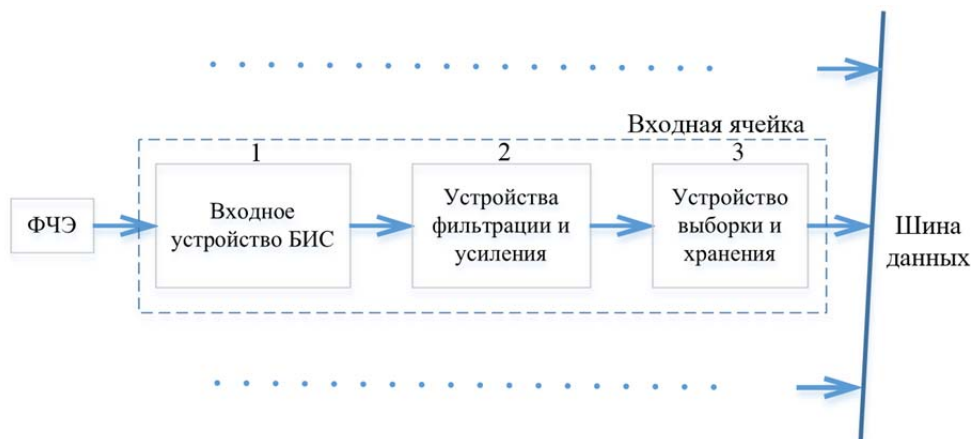 Входная ячейка
1
2
3
ФЧЭ
Входное
устройство БИС
Устройства
фильтрации и
усиления
Устройство
выборки и
хранения
Шина
данных